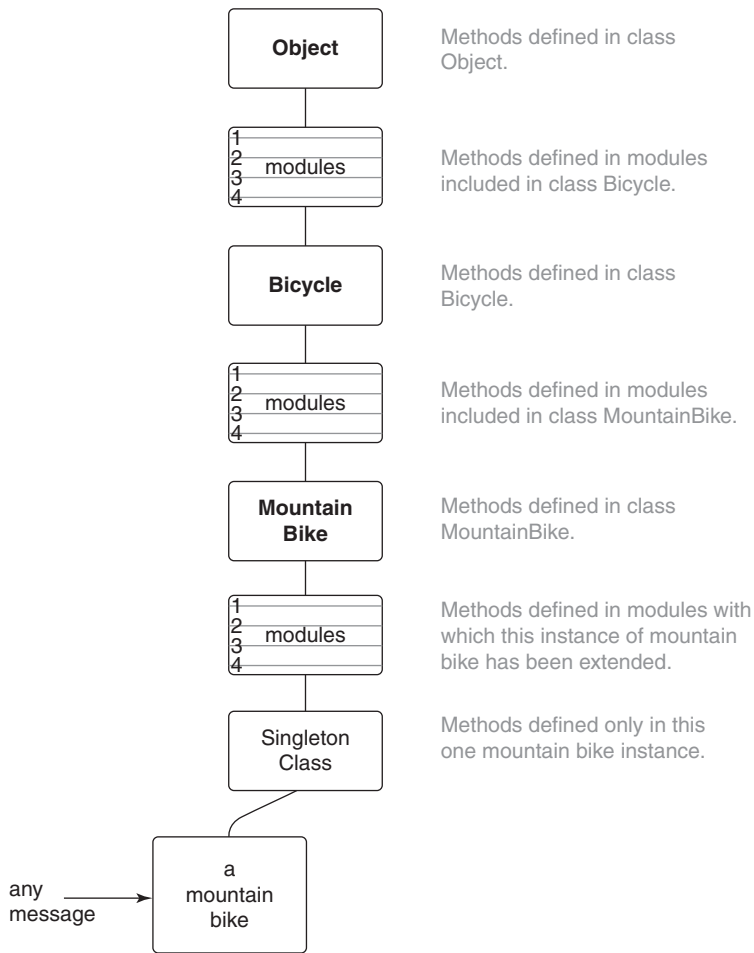 Object
Methods defined in class
Object.
1
2
modules
3
4
Methods defined in modules
included in class Bicycle.
Bicycle
Methods defined in class
Bicycle.
1
2
modules
3
4
Methods defined in modules
included in class MountainBike.
Mountain
Bike
Methods defined in class
MountainBike.
1
2
modules
3
4
Methods defined in modules with
which this instance of mountain
bike has been extended.
Singleton
Class
Methods defined only in this
one mountain bike instance.
any
message
a
mountain
bike